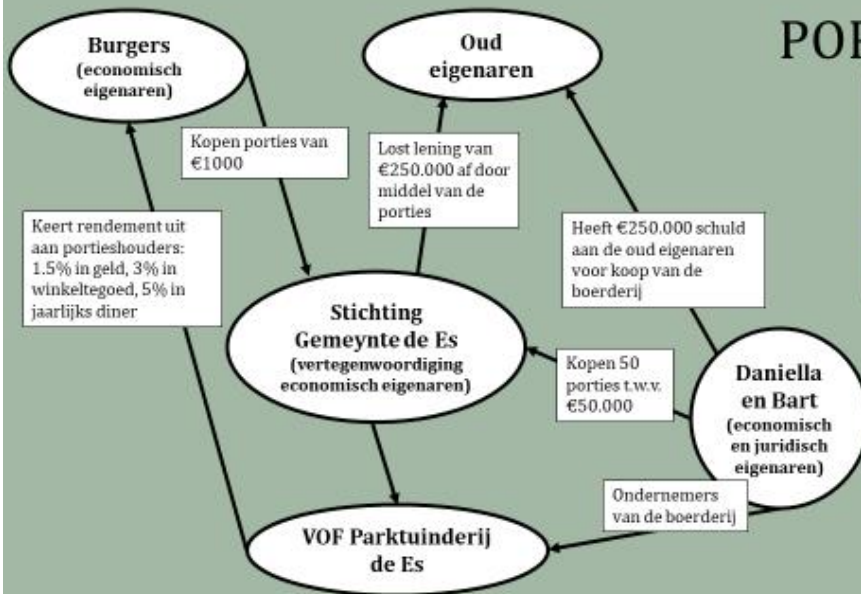 Burgers
(economisch
eigenaren)
Oud
eigenaren
Kopen porties van
€1000
Lost lening van
€250.000 af door
middel van de
porties
Keert rendement uit
aan portieshouders:
1.5% in geld, 3% in
winkeltegoed, 5% in
jaarlijks diner
Heeft €250.000 schuld
aan de oud eigenaren
voor koop van de
boerderij
Stichting
Gemeynte de Es
(vertegenwoordiging
economisch eigenaren)
Kopen 50
porties t.w.v.
€50.000
Daniella
en Bart
(economisch
en juridisch
eigenaren)
Ondernemers
van de boerderij
VOF Parktuinderij
de Es